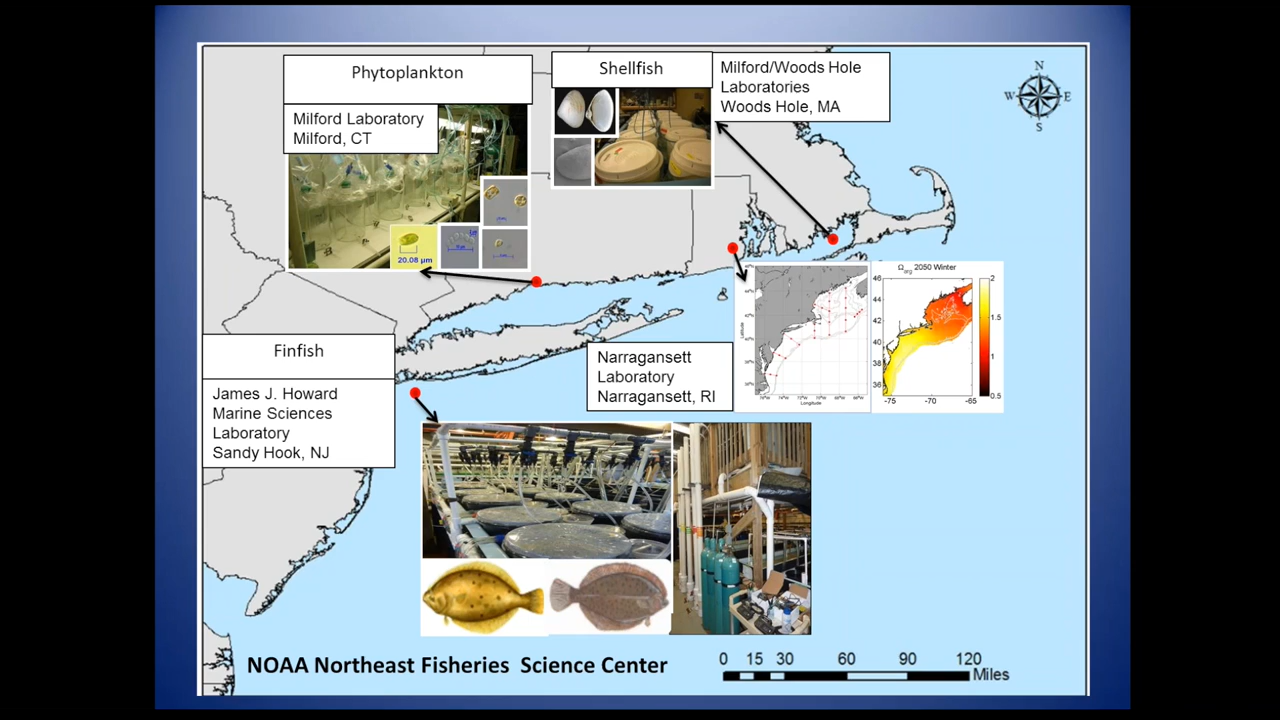 Phytoplankton
Milford Laboratory
Milford, CT
20.08 µm
Shellfish
Milford/Woods Hole
Laboratories
Woods Hole, MA
N
W
E
S
Finfish
James J. Howard
Marine Sciences
Laboratory
Sandy Hook, NJ
Narragansett
Laboratory
Narragansett, RI
Latitude
Longitude
Ωarg 2050 Winter
46
44
42
40
38
36
-75
-70
-65
2
1.5
1
0.5
NOAA Northeast Fisheries Science Center
0 15 30 60 90 120
Miles